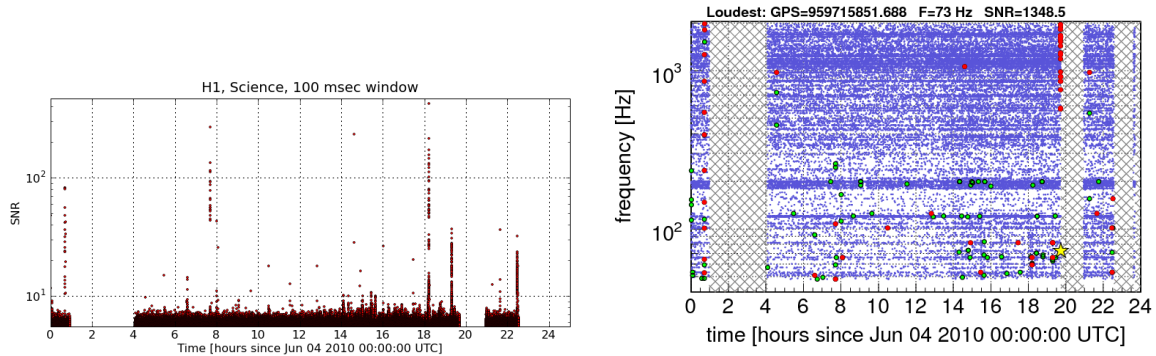 H1, Science, 100 msec window
SNR
10²
10¹
0 2 4 6 8 10 12 14 16 18 20 22 24
Time [hours since Jun 04 2010 00:00:00 UTC]
Loudest: GPS=959715851.688 F=73 Hz SNR=1348.5
frequency [Hz]
10³
10²
0 2 4 6 8 10 12 14 16 18 20 22 24
time [hours since Jun 04 2010 00:00:00 UTC]